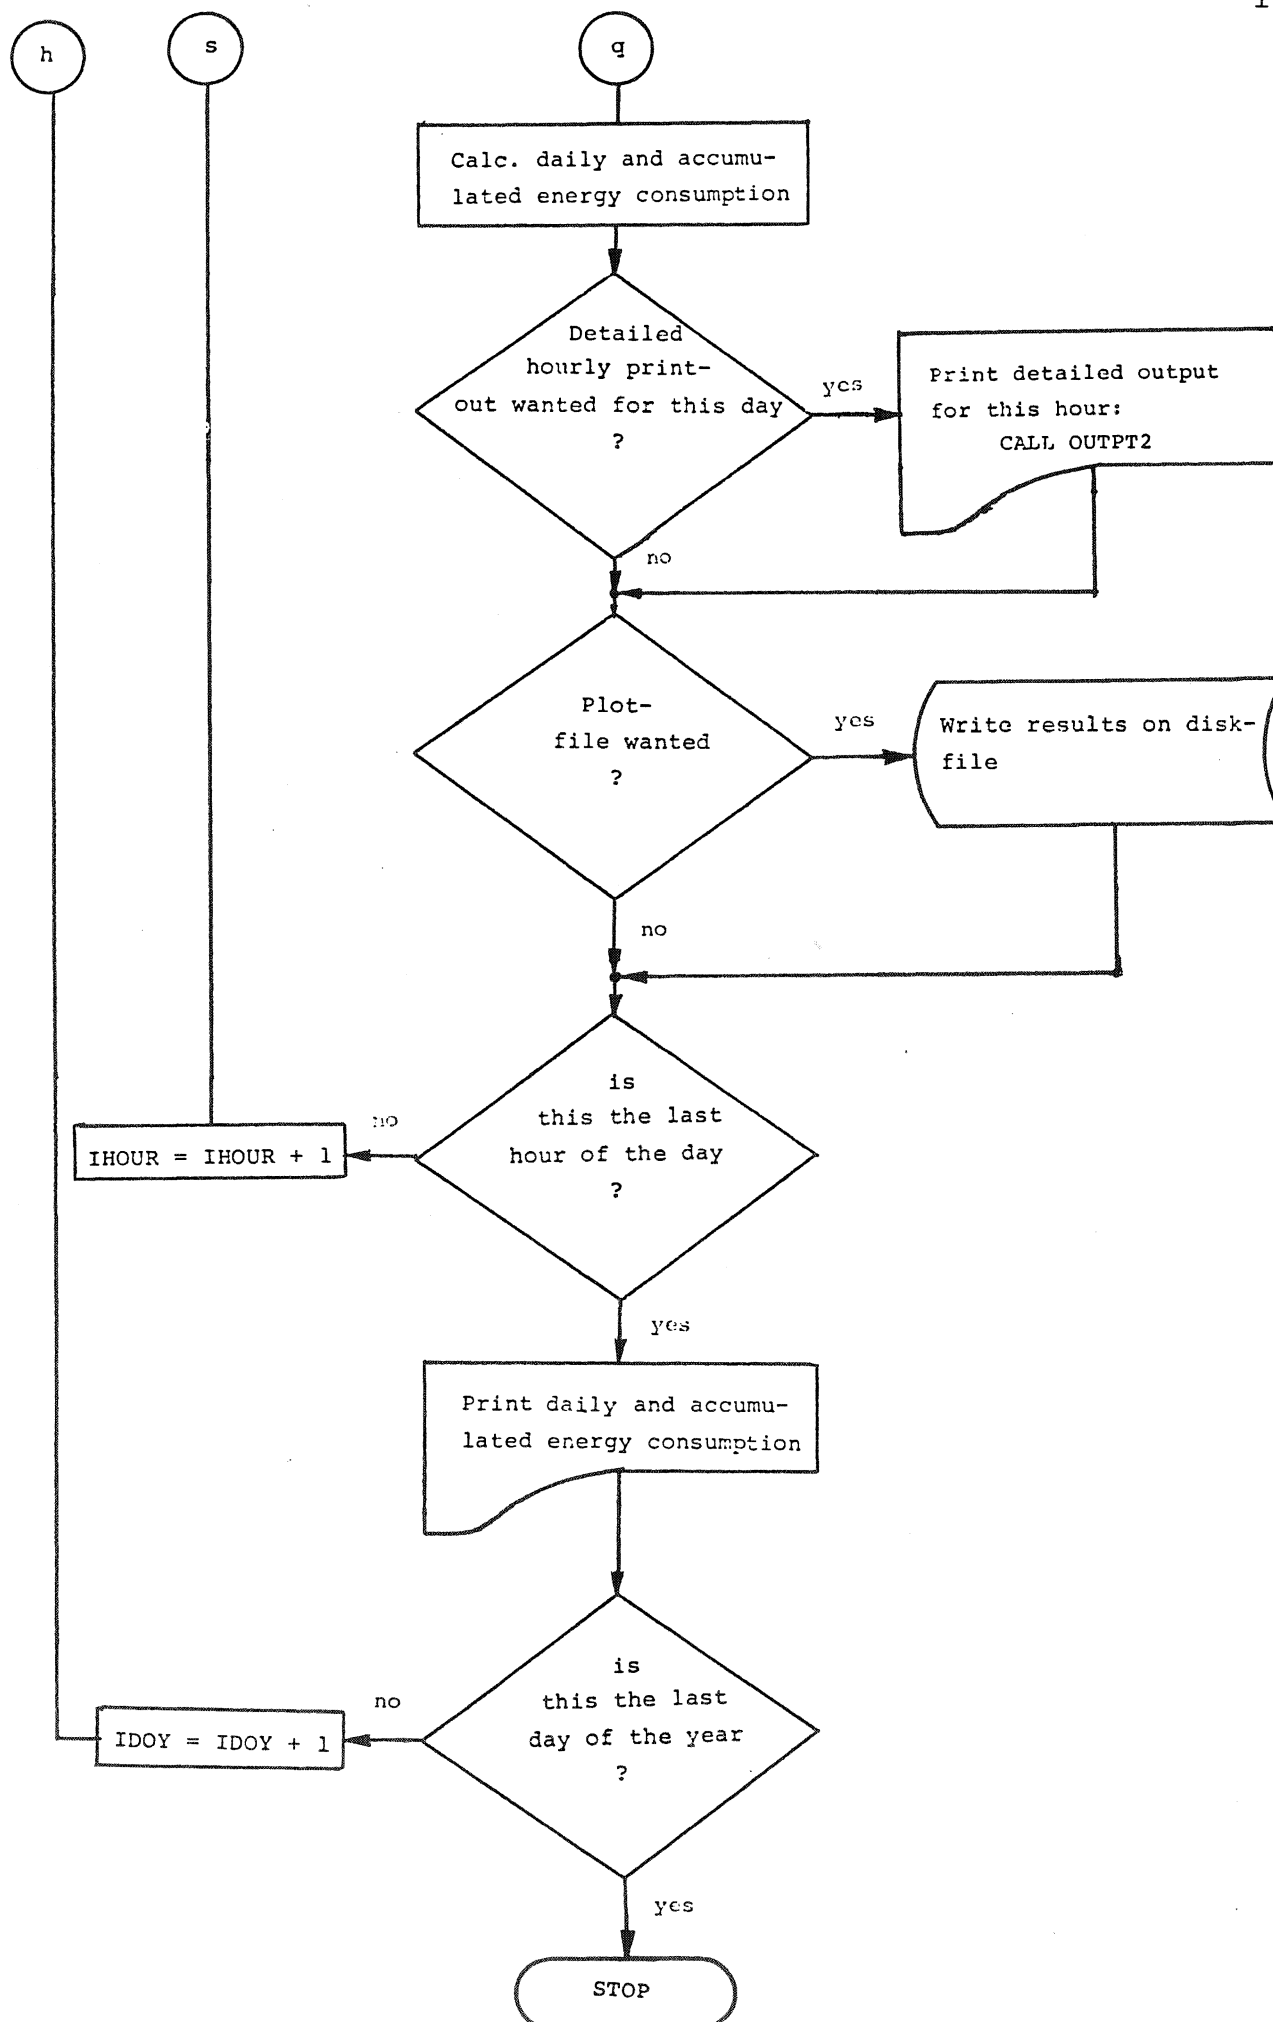 h
s
q
Calc. daily and accumu-
lated energy consumption
Detailed
hourly print-
out wanted for this day
?
yes
Print detailed output
for this hour:
CALL OUTPT2
no
Plot-
file wanted
?
yes
Write results on disk-
file
no
is
this the last
hour of the day
?
no
IHOUR = IHOUR + 1
yes
Print daily and accumu-
lated energy consumption
is
this the last
day of the year
?
no
IDOY = IDOY + 1
yes
STOP